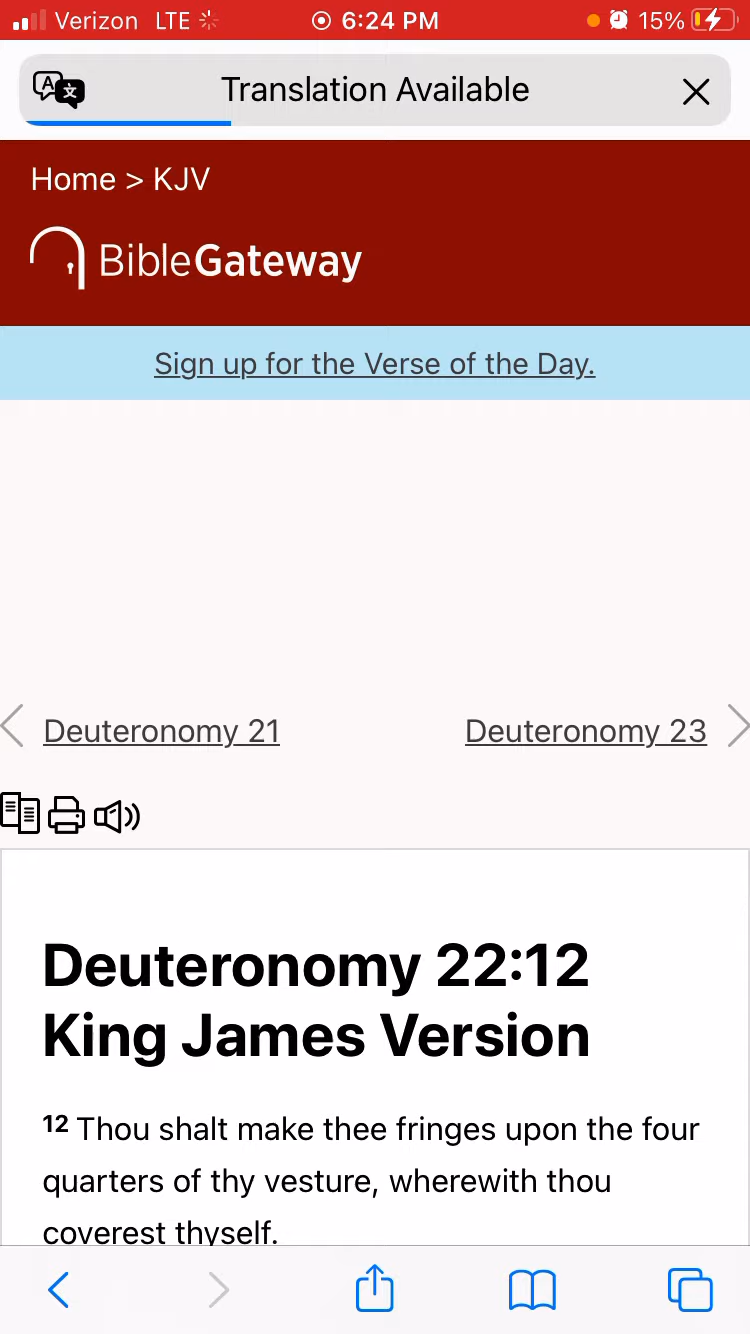 Verizon LTE 6:24 PM 15%
Translation Available
Home > KJV
BibleGateway
Sign up for the Verse of the Day.
Deuteronomy 21 Deuteronomy 23
Deuteronomy 22:12
King James Version
12 Thou shalt make thee fringes upon the four
quarters of thy vesture, wherewith thou
coverest thyself.